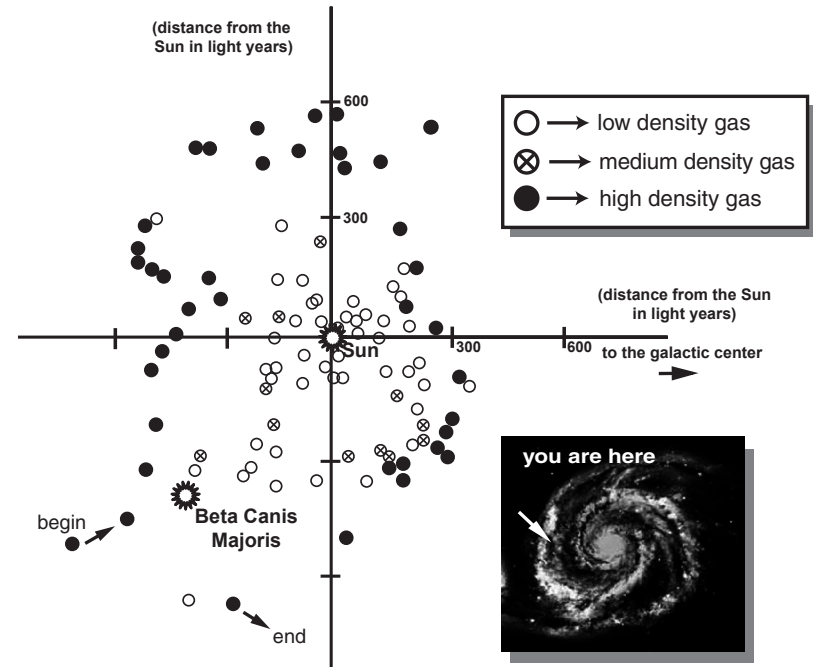 (distance from the
Sun in light years)
600
low density gas
medium density gas
high density gas
300
(distance from the Sun
in light years)
Sun
300
600
to the galactic center
you are here
Beta Canis
Majoris
begin
end